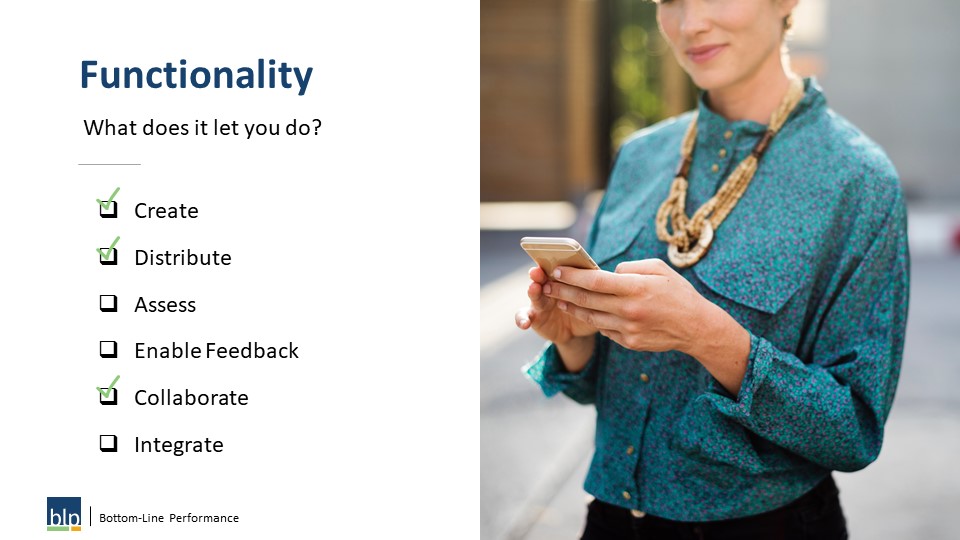 Functionality
What does it let you do?
Create
Distribute
Assess
Enable Feedback
Collaborate
Integrate
blp
Bottom-Line Performance